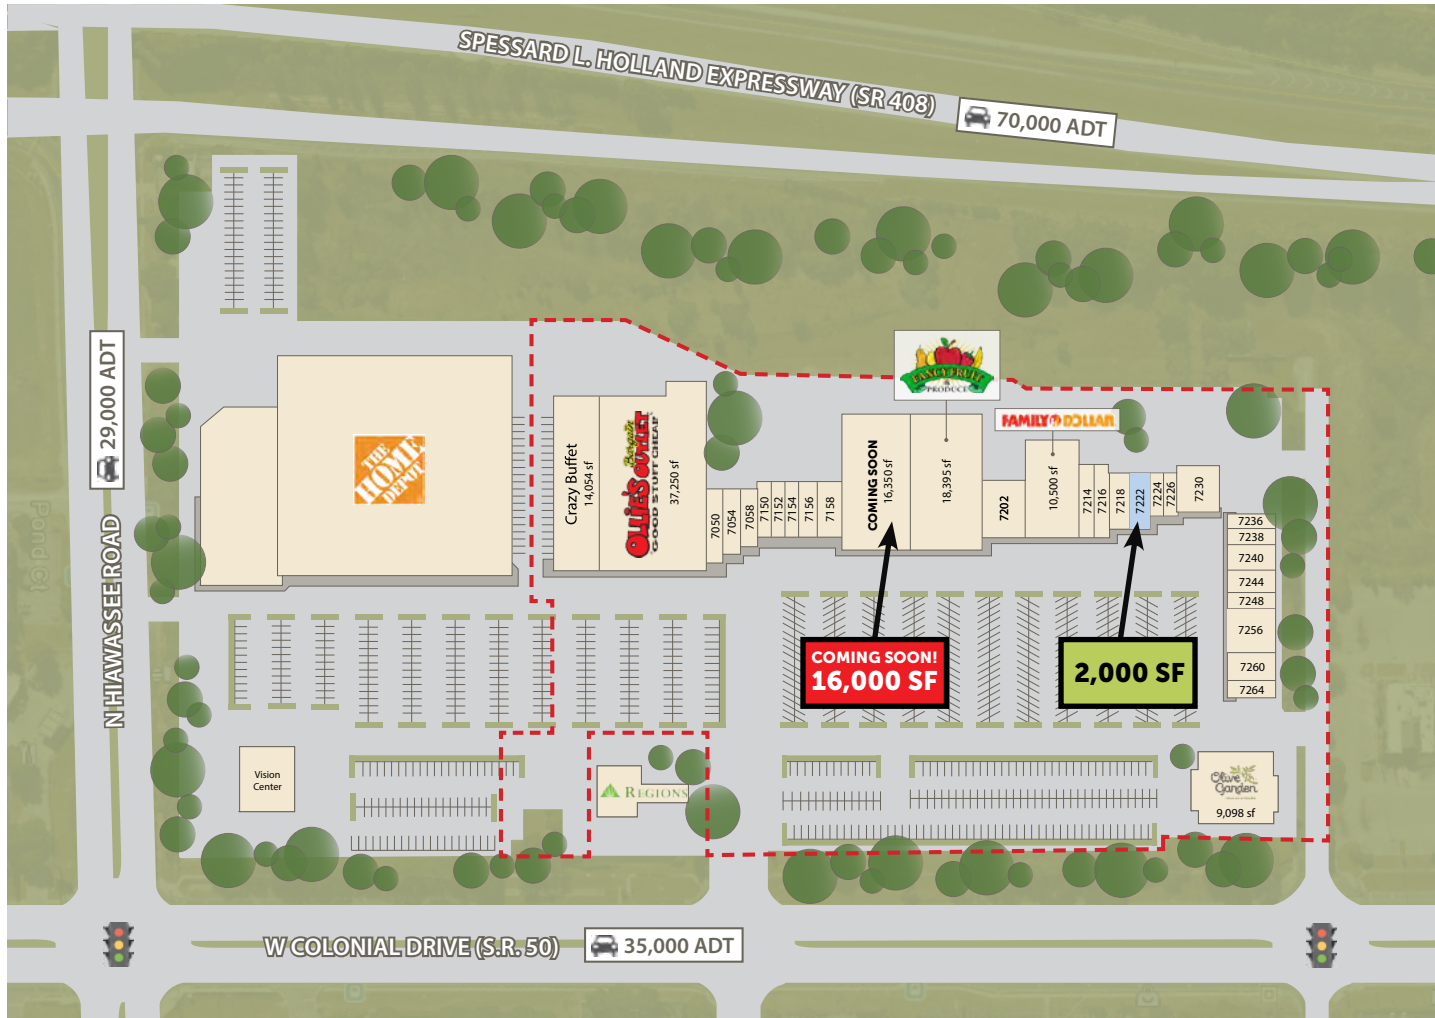 SPESSARD L. HOLLAND EXPRESSWAY (SR 408)
70,000 ADT
29,000 ADT
N HIAWASSEE ROAD
THE
HOME
DEPOT
Crazy Buffet
14,054 sf
Bargain
OLLIE'S OUTLET
"GOOD STUFF CHEAP"
37,250 sf
7050
7054
7058
7150
7152
7154
7156
7158
COMING SOON
16,350 sf
FANCY FRUIT
& PRODUCE
18,395 sf
7202
FAMILY DOLLAR
10,500 sf
7214
7216
7218
7222
7224
7226
7230
7236
7238
7240
7244
7248
7256
7260
7264
COMING SOON!
16,000 SF
2,000 SF
Vision
Center
REGIONS
Olive
Garden
9,098 sf
W COLONIAL DRIVE (S.R. 50)
35,000 ADT